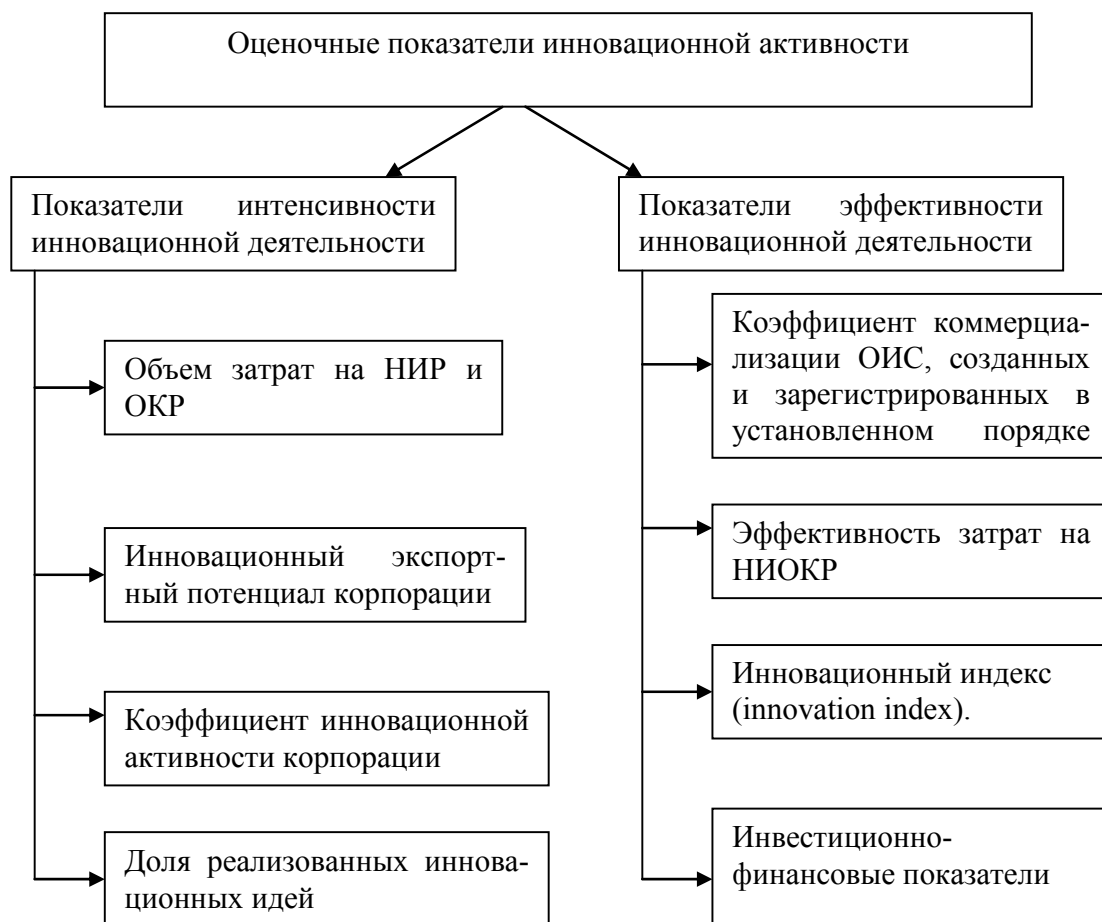 Оценочные показатели инновационной активности
Показатели интенсивности
инновационной деятельности
Объем затрат на НИР и
ОКР
Инновационный экспорт-
ный потенциал корпорации
Коэффициент инновационной
активности корпорации
Доля реализованных иннова-
ционных идей
Показатели эффективности
инновационной деятельности
Коэффициент коммерциа-
лизации ОИС, созданных
и зарегистрированных в
установленном порядке
Эффективность затрат на
НИОКР
Инновационный индекс
(innovation index).
Инвестиционно-
финансовые показатели